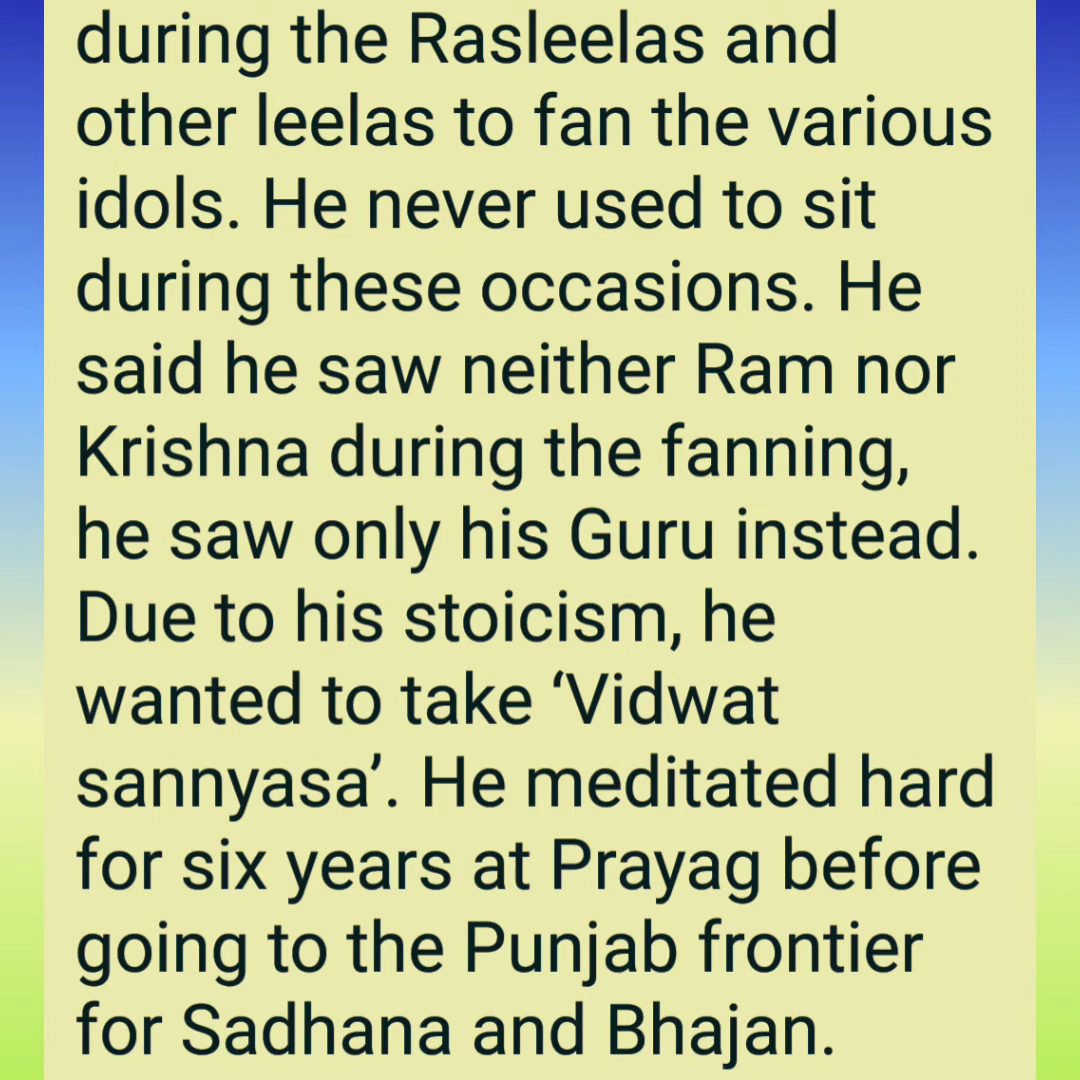 during the Rasleelas and
other leelas to fan the various
idols. He never used to sit
during these occasions. He
said he saw neither Ram nor
Krishna during the fanning,
he saw only his Guru instead.
Due to his stoicism, he
wanted to take ‘Vidwat
sannyasa’. He meditated hard
for six years at Prayag before
going to the Punjab frontier
for Sadhana and Bhajan.